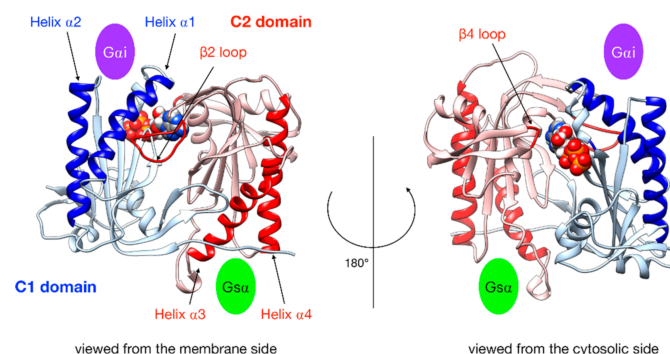 Helix α2
Helix α1
C2 domain
Gαi
β2 loop
C1 domain
Helix α3
Gsα
Helix α4
viewed from the membrane side
180°
β4 loop
Gαi
Gsα
viewed from the cytosolic side